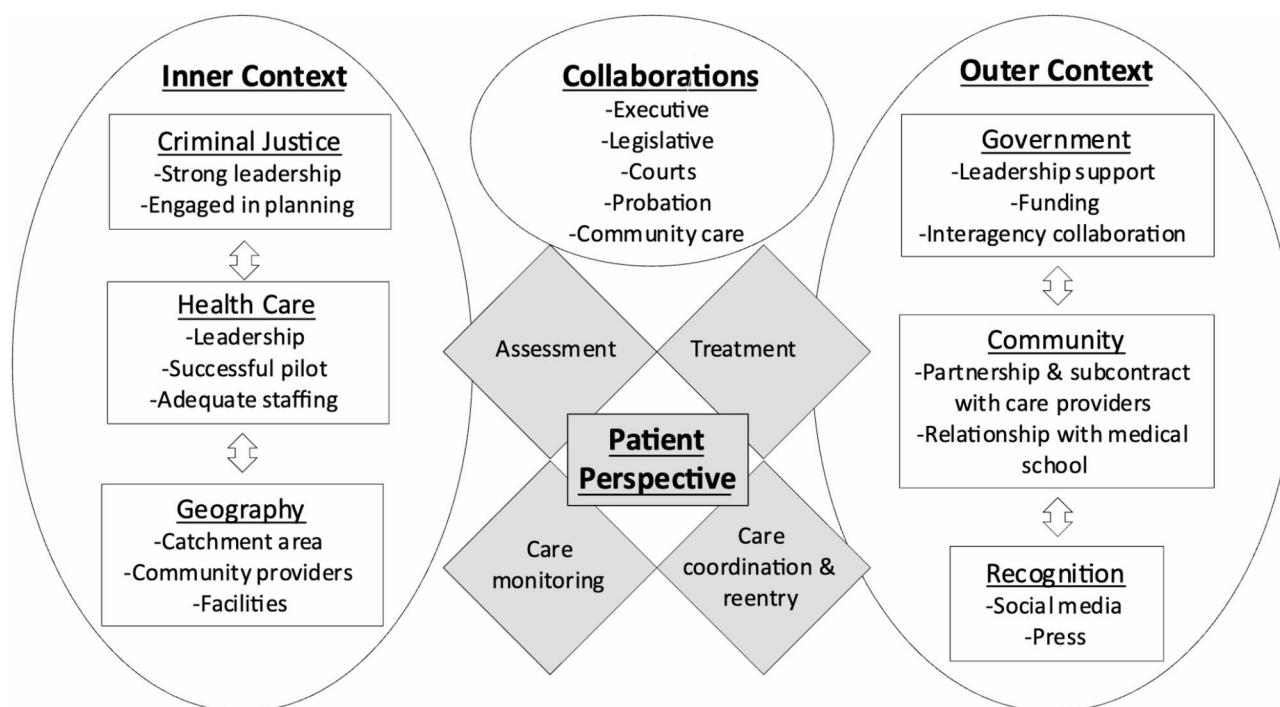 Inner Context
Criminal Justice
-Strong leadership
-Engaged in planning
Health Care
-Leadership
-Successful pilot
-Adequate staffing
Geography
-Catchment area
-Community providers
-Facilities
Collaborations
-Executive
-Legislative
-Courts
-Probation
-Community care
Assessment
Treatment
Patient
Perspective
Care
monitoring
Care
coordination &
reentry
Outer Context
Government
-Leadership support
-Funding
-Interagency collaboration
Community
-Partnership & subcontract
with care providers
-Relationship with medical
school
Recognition
-Social media
-Press